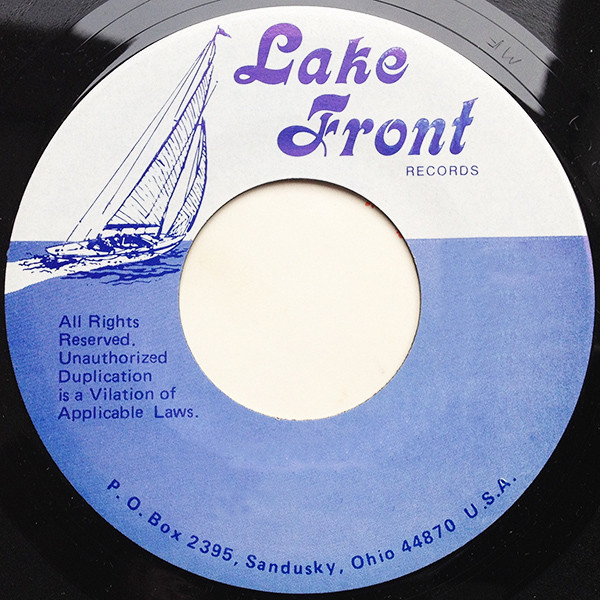 Lake
Front
RECORDS
All Rights
Reserved.
Unauthorized
Duplication
is a Vilation of
Applicable Laws.
P. O. Box 2395, Sandusky, Ohio 44870 U.S.A.